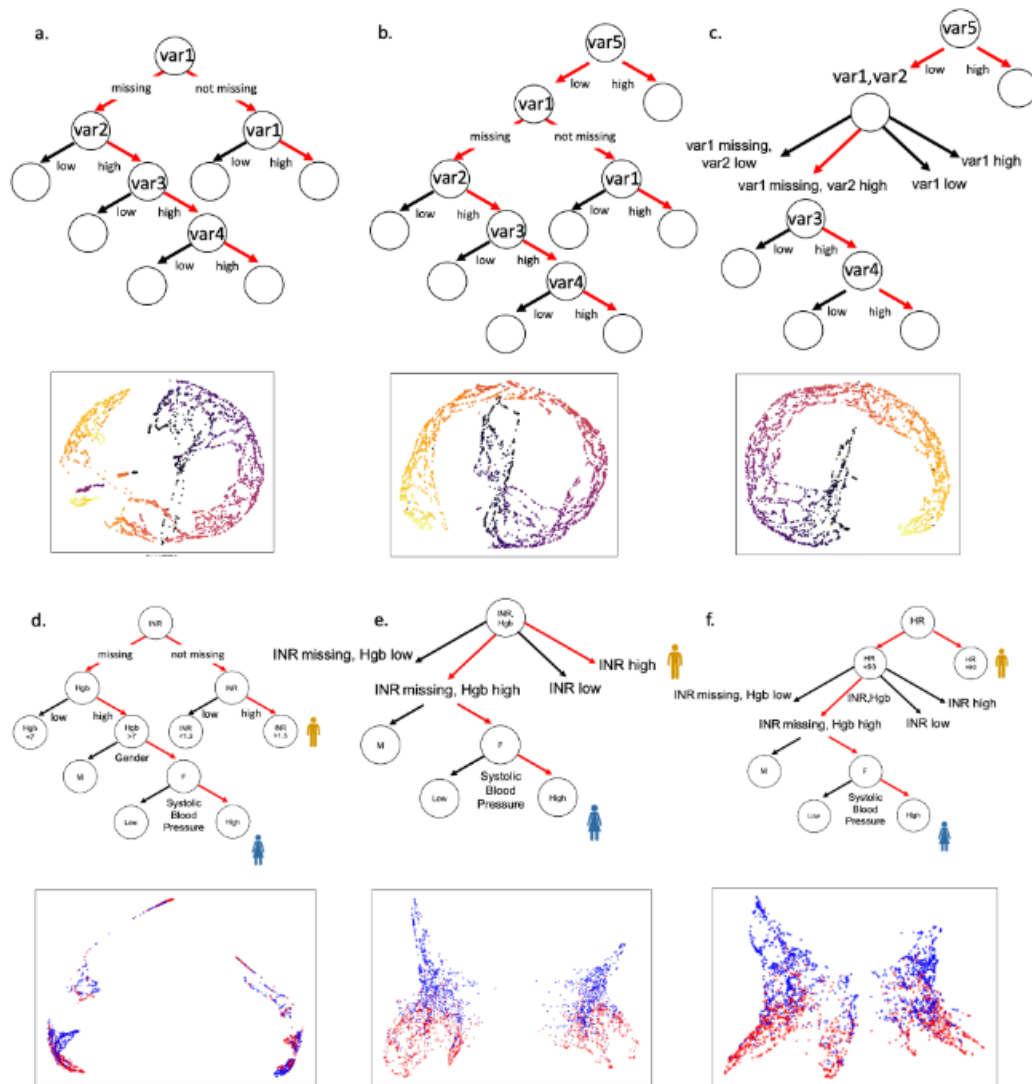 a.
var1
missing
not missing
var2
var1
low
high
low
high
var3
low
high
var4
low
high
b.
var5
low
high
var1
missing
not missing
var2
var1
low
high
low
high
var3
low
high
var4
low
high
c.
var5
var1,var2
low
high
var1 missing,
var2 low
var1 missing, var2 high
var1 low
var1 high
var3
low
high
var4
low
high
d.
INR
missing
not missing
Hgb
INR
low
high
low
high
Hgb
<7
Hgb
>7
INR
<1.3
INR
>1.3
Gender
M
F
Systolic
Blood
Pressure
Low
High
e.
INR,
Hgb
INR missing, Hgb low
INR high
INR missing, Hgb high
INR low
M
F
Systolic
Blood
Pressure
Low
High
f.
HR
HR
HR
INR missing, Hgb low
INR,Hgb
INR high
INR missing, Hgb high
INR low
M
F
Systolic
Blood
Pressure
Low
High